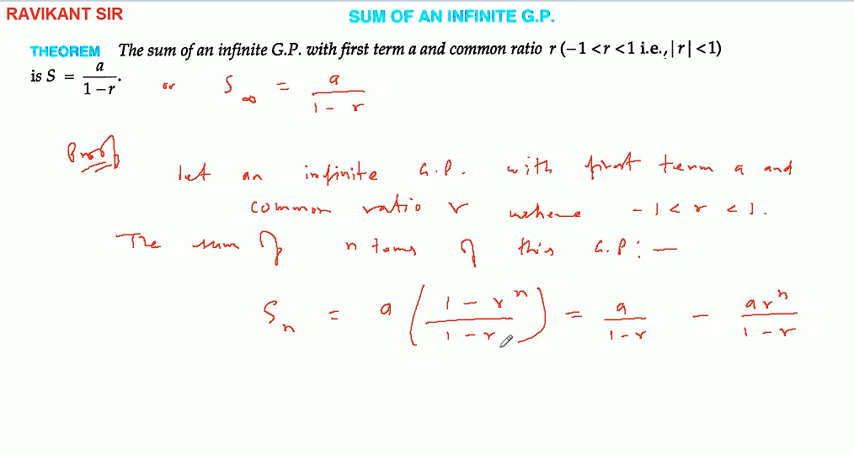 RAVIKANT SIR
SUM OF AN INFINITE G.P.
THEOREM The sum of an infinite G.P. with first term a and common ratio r (−1 < r < 1 i.e., |r| < 1)
is S = a/(1−r). or S∞ = a/(1−r)
Proof
let an infinite G.P. with first term a and
common ratio r where -1 < r < 1.
The sum of n terms of this G.P: —
Sₙ = a((1−rⁿ)/(1−r)) = a/(1−r) − arⁿ/(1−r)